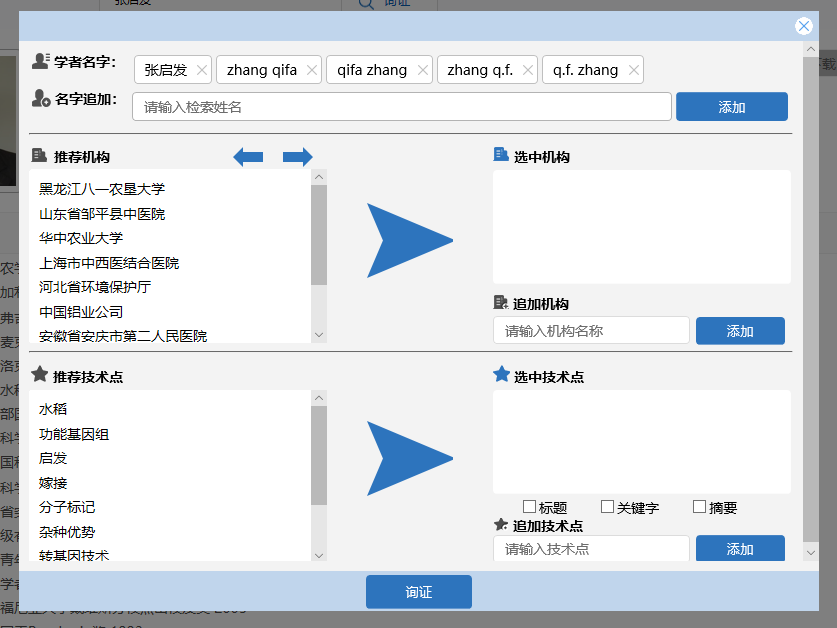 张启发
询证
学者名字：
张启发 zhang qifa qifa zhang zhang q.f. q.f. zhang
名字追加：
请输入检索姓名 添加
推荐机构
选中机构
黑龙江八一农垦大学
山东省邹平县中医院
华中农业大学
上海市中西医结合医院
河北省环境保护厅
中国铝业公司
安徽省安庆市第二人民医院
追加机构
请输入机构名称 添加
推荐技术点
选中技术点
水稻
功能基因组
启发
嫁接
分子标记
杂种优势
转基因技术
标题 关键字 摘要
追加技术点
请输入技术点 添加
询证